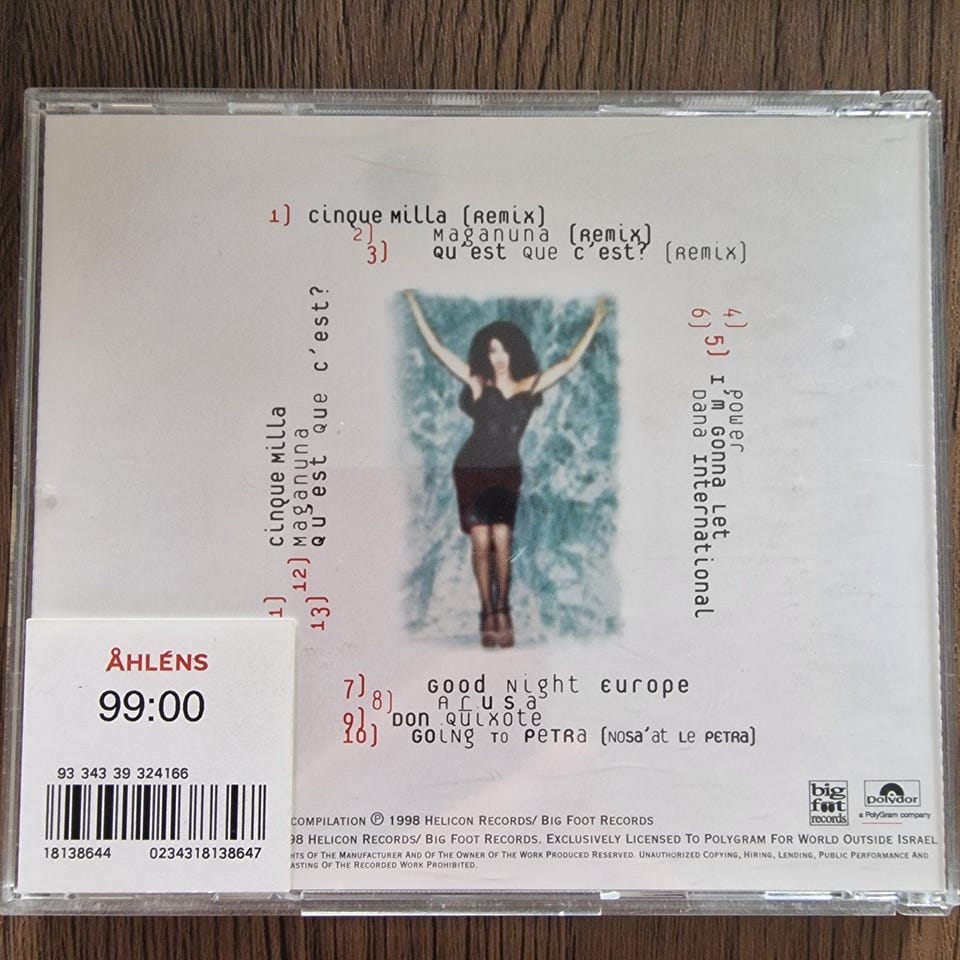 1) Cinque Milla (Remix)
2) Maganuna (Remix)
3) Qu'est que c'est? (Remix)
4) Power
5) I'm Gonna Let
6) Dana International
7) Good Night Europe
8) Arusa
9) Don Quixote
10) Going to Petra (Nosa'at Le Petra)
1) Cinque Milla
12) Maganuna
13) Qu'est que c'est?
ÅHLÉNS
99:00
93 343 39 324166
18138644 0234318138647
big foot records
polydor
a PolyGram company
COMPILATION ℗ 1998 HELICON RECORDS/ BIG FOOT RECORDS
98 HELICON RECORDS/ BIG FOOT RECORDS. EXCLUSIVELY LICENSED TO POLYGRAM FOR WORLD OUTSIDE ISRAEL
HTS OF THE MANUFACTURER AND OF THE OWNER OF THE WORK PRODUCED RESERVED. UNAUTHORIZED COPYING, HIRING, LENDING, PUBLIC PERFORMANCE AND
ASTING OF THE RECORDED WORK PROHIBITED.